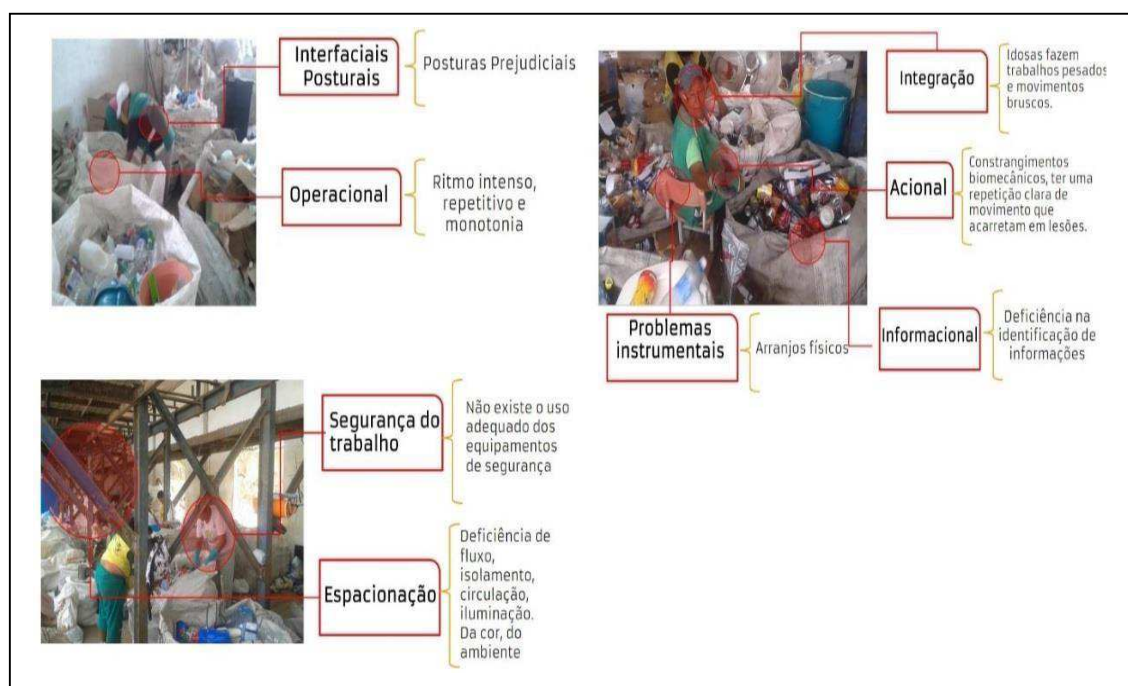 Interfaciais
Posturais
Posturas Prejudiciais
Operacional
Ritmo intenso,
repetitivo e
monotonia
Integração
Idosas fazem
trabalhos pesados
e movimentos
bruscos.
Acional
Constrangimentos
biomecânicos, ter uma
repetição clara de
movimento que
acarretam em lesões.
Problemas
instrumentais
Arranjos físicos
Informacional
Deficiência na
identificação de
informações
Segurança do
trabalho
Não existe o uso
adequado dos
equipamentos
de segurança
Espacionação
Deficiência de
fluxo,
isolamento,
circulação,
iluminação.
Da cor, do
ambiente